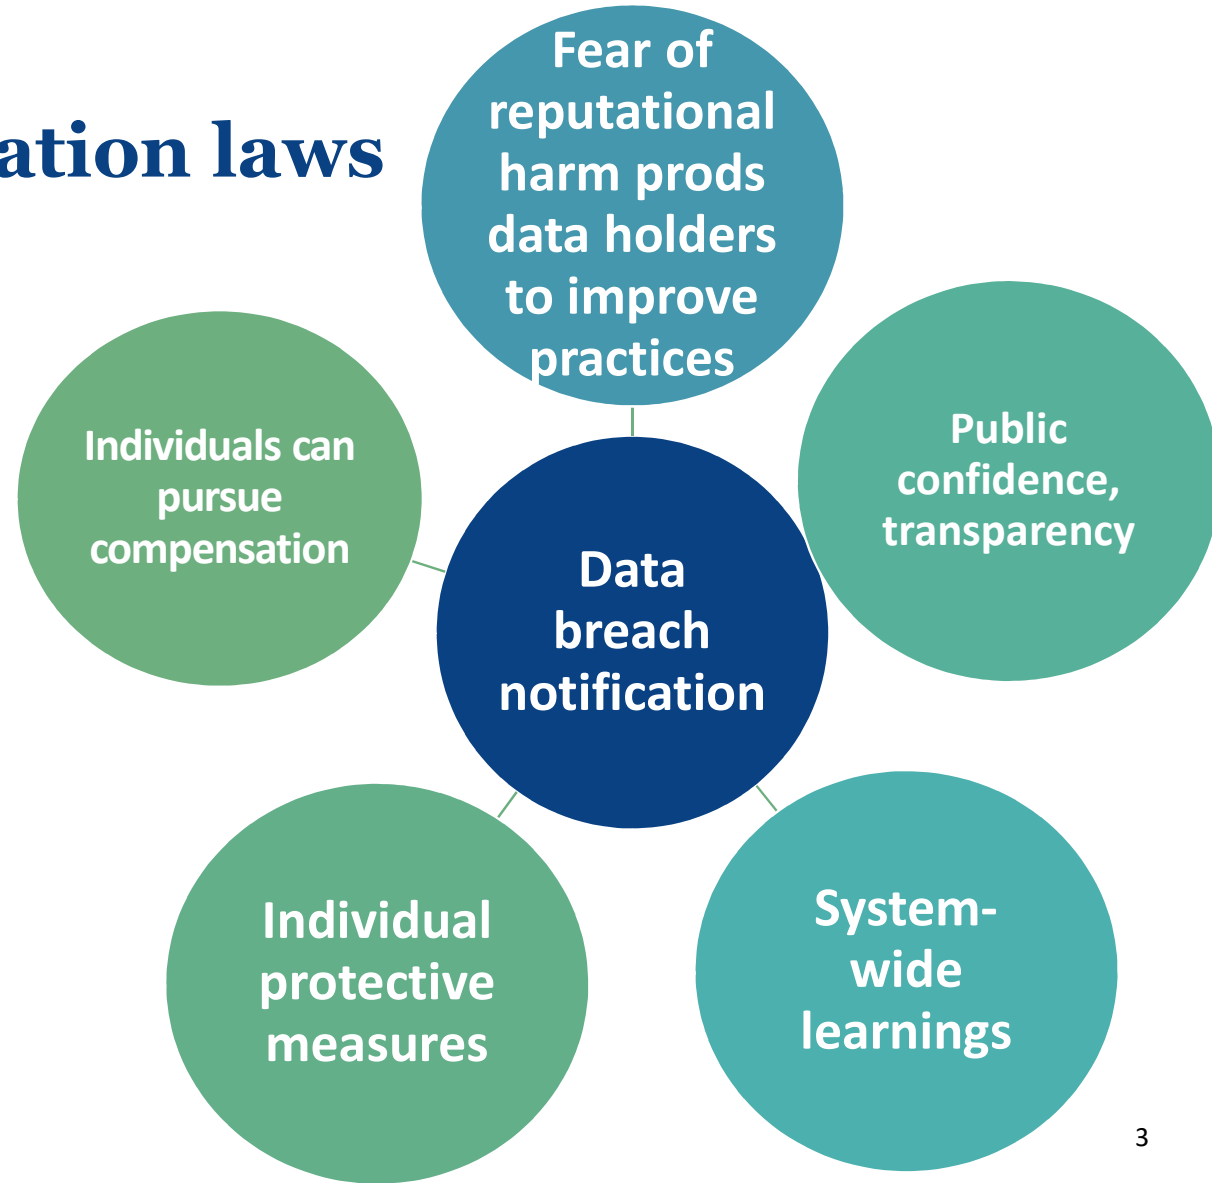 ation laws
Fear of
reputational
harm prods
data holders
to improve
practices
Public
confidence,
transparency
Individuals can
pursue
compensation
Data
breach
notification
Individual
protective
measures
System-
wide
learnings
3